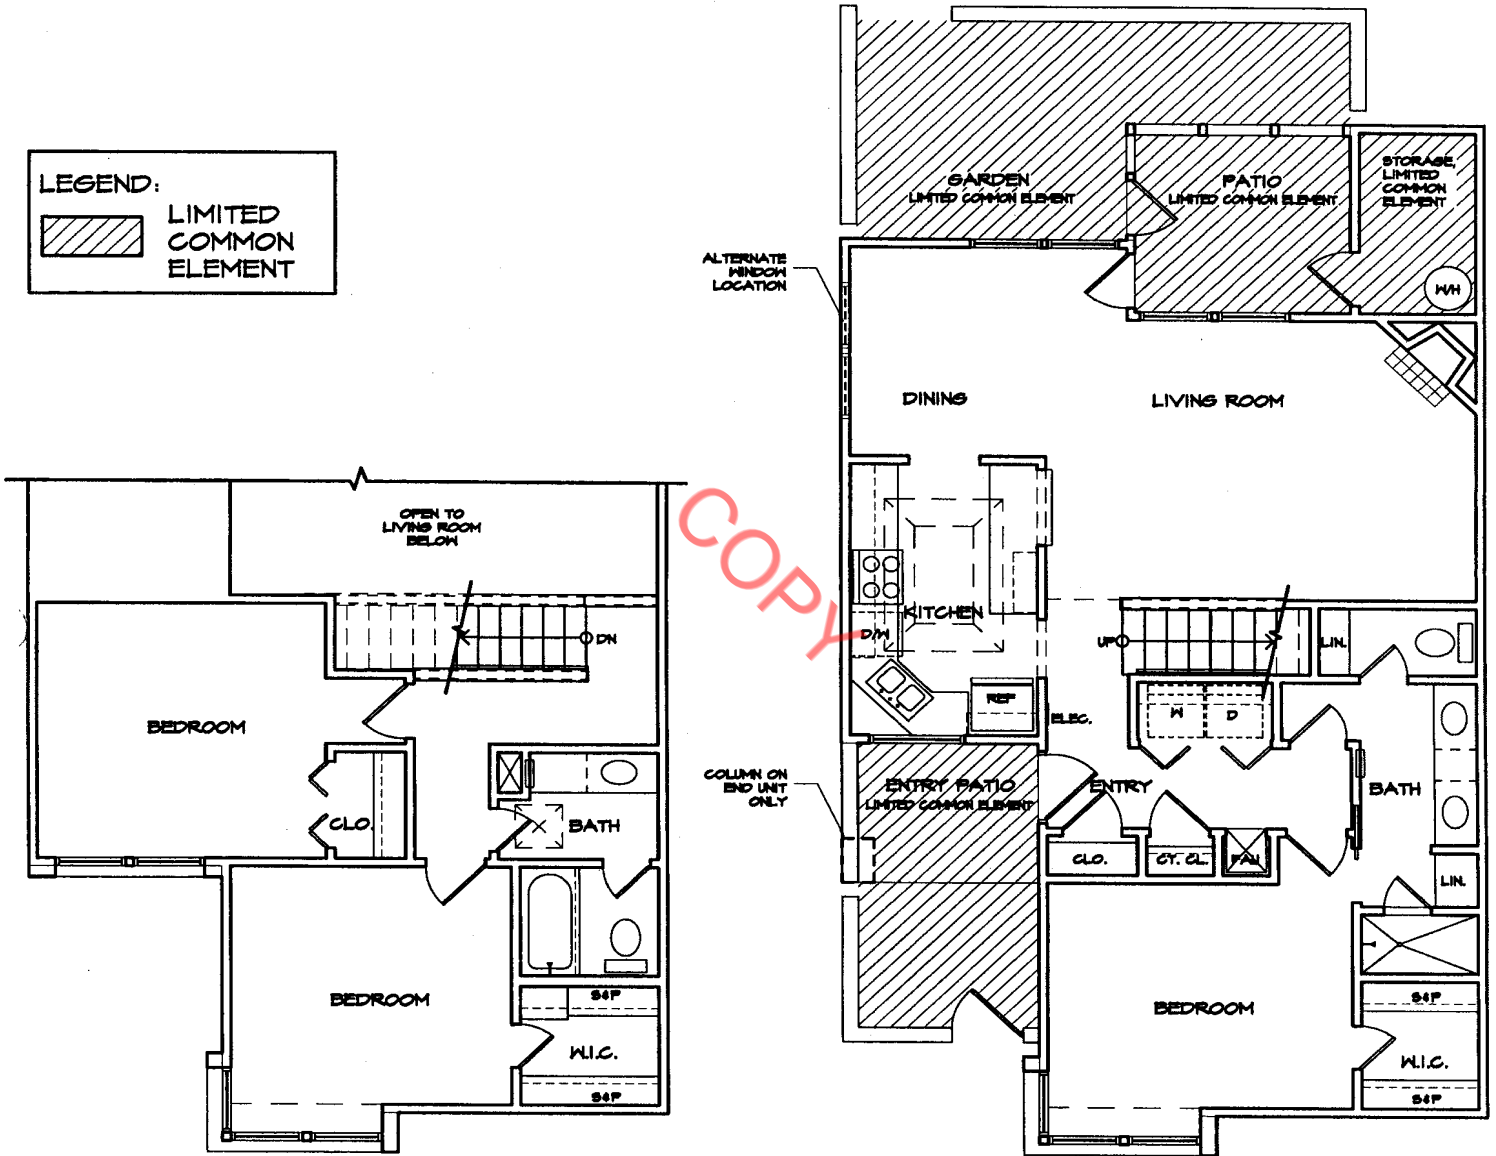 LEGEND:
LIMITED
COMMON
ELEMENT
OPEN TO
LIVING ROOM
BELOW
DN
BEDROOM
CLO.
BATH
BEDROOM
S&P
W.I.C.
S&P
COPY
GARDEN
LIMITED COMMON ELEMENT
PATIO
LIMITED COMMON ELEMENT
STORAGE,
LIMITED
COMMON
ELEMENT
W/H
ALTERNATE
WINDOW
LOCATION
DINING
LIVING ROOM
KITCHEN
D/W
REF
UP
LIN.
ELEC.
W
D
COLUMN ON
END UNIT
ONLY
ENTRY PATIO
LIMITED COMMON ELEMENT
ENTRY
BATH
CLO.
CT. CL.
FAU
LIN.
BEDROOM
S&P
W.I.C.
S&P